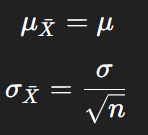 μ_X̄ = μ
σ_X̄ = σ/√n